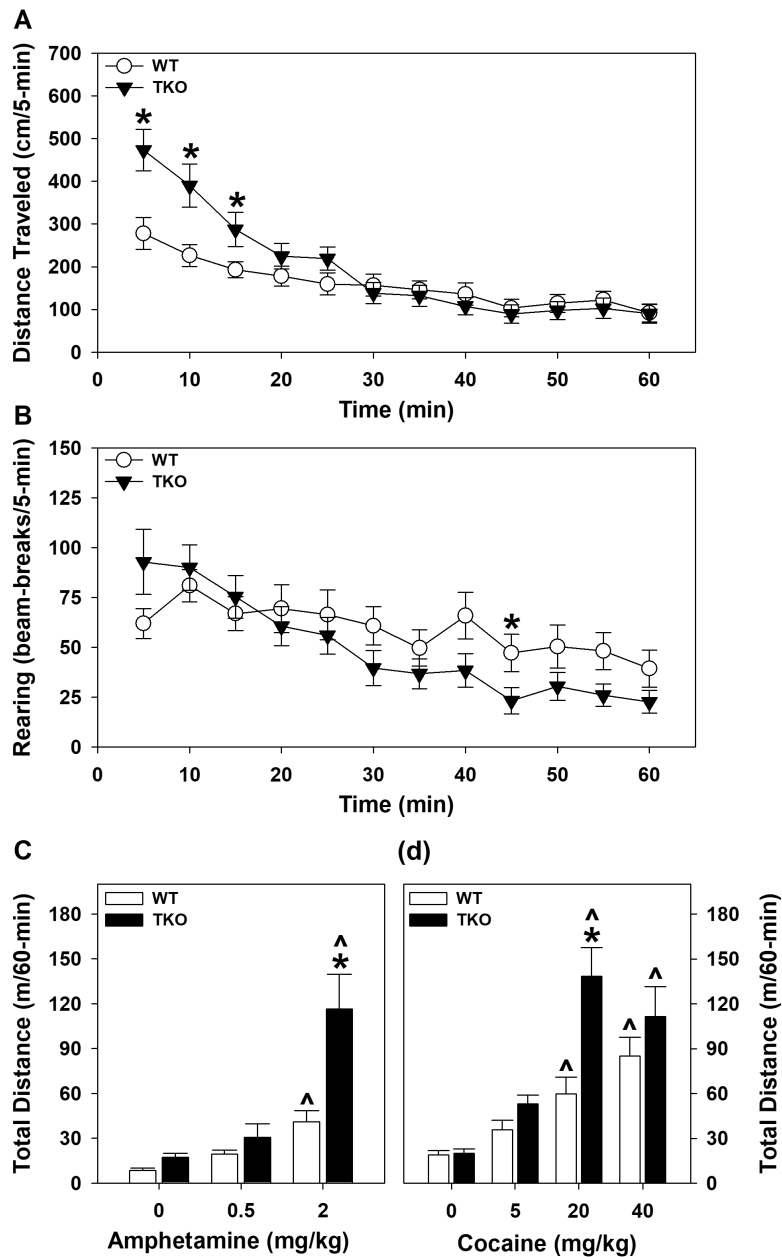 A
700
600
500
400
300
200
100
0
Distance Traveled (cm/5-min)
WT
TKO
*
*
*
0 10 20 30 40 50 60
Time (min)
B
150
125
100
75
50
25
0
Rearing (beam-breaks/5-min)
WT
TKO
*
0 10 20 30 40 50 60
Time (min)
C
180
150
120
90
60
30
0
Total Distance (m/60-min)
WT
TKO
^
^
*
0 0.5 2
Amphetamine (mg/kg)
(d)
WT
TKO
^
^
*
^
^
0 5 20 40
Cocaine (mg/kg)
180
150
120
90
60
30
0
Total Distance (m/60-min)